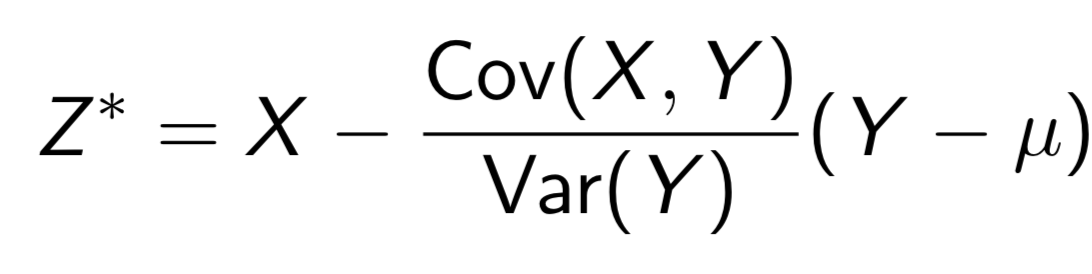 Z* = X − Cov(X, Y)/Var(Y) (Y − μ)